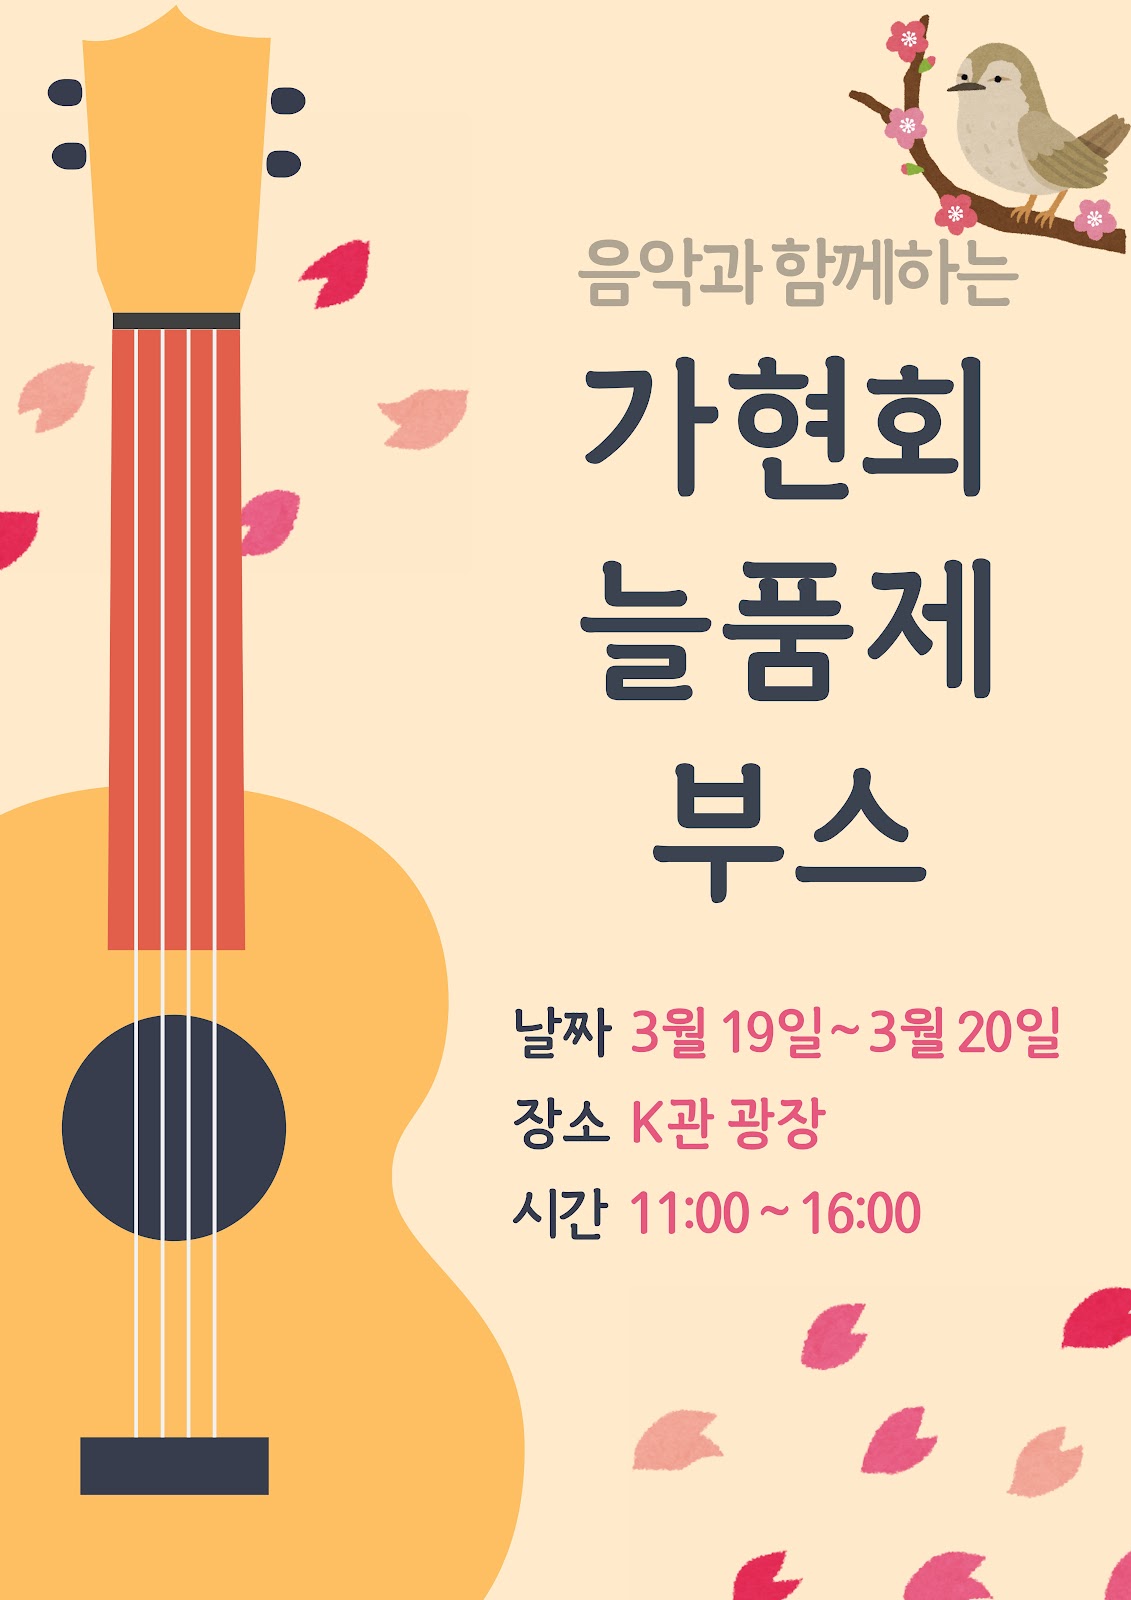 음악과 함께하는
가현회
늘품제
부스
날짜 3월 19일~3월 20일
장소 K관 광장
시간 11:00 ~ 16:00